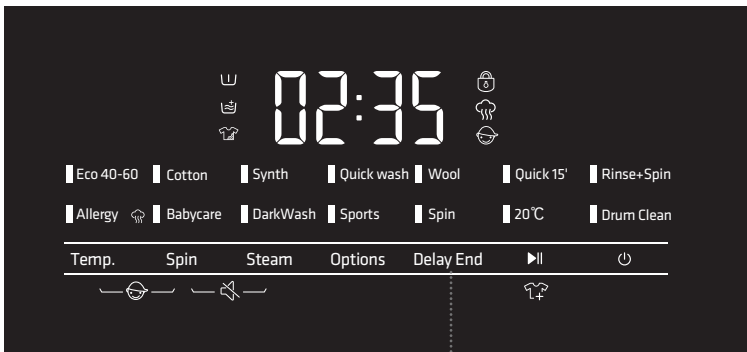 02:35
Eco 40-60 Cotton Synth Quick wash Wool Quick 15' Rinse+Spin
Allergy Babycare DarkWash Sports Spin 20℃ Drum Clean
Temp. Spin Steam Options Delay End